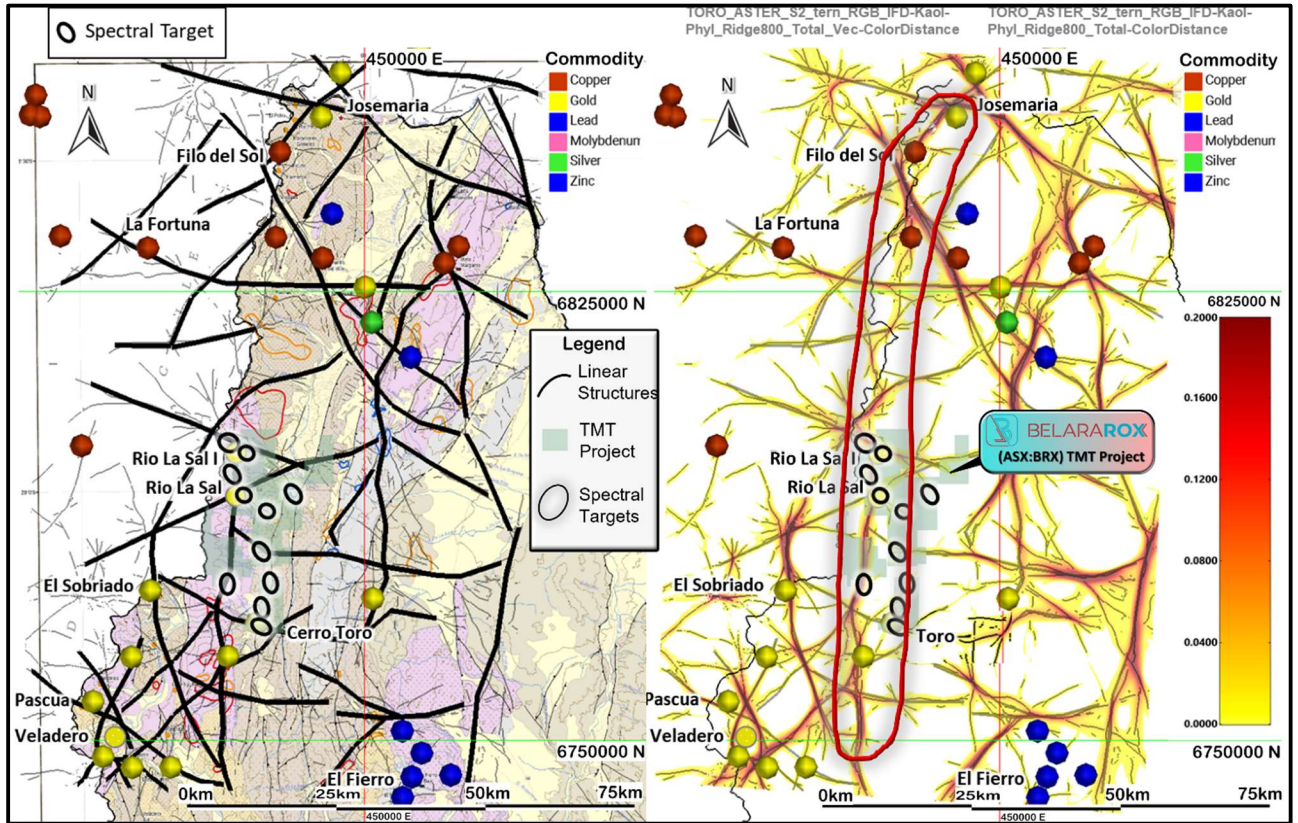 Spectral Target
N
450000 E
Commodity
Copper
Gold
Lead
Molybdenum
Silver
Zinc
Josemaria
Filo del Sol
La Fortuna
6825000 N
Legend
Linear
Structures
TMT
Project
Spectral
Targets
Rio La Sal I
Rio La Sal
El Sobriado
Cerro Toro
Pascua
Veladero
6750000 N
El Fierro
0km
25km
50km
75km
450000 E
TORO_ASTER_S2_tern_RGB_IFD-Kaol-
Phyl_Ridge800_Total_Vec-ColorDistance
TORO_ASTER_S2_tern_RGB_IFD-Kaol-
Phyl_Ridge800_Total-ColorDistance
N
450000 E
Commodity
Copper
Gold
Lead
Molybdenum
Silver
Zinc
Josemaria
Filo del Sol
La Fortuna
6825000 N
0.2000
0.1600
0.1200
0.0800
0.0400
0.0000
BELARAROX
(ASX:BRX) TMT Project
Rio La Sal I
Rio La Sal
El Sobriado
Toro
Pascua
Veladero
6750000 N
El Fierro
0km
25km
50km
75km
450000 E